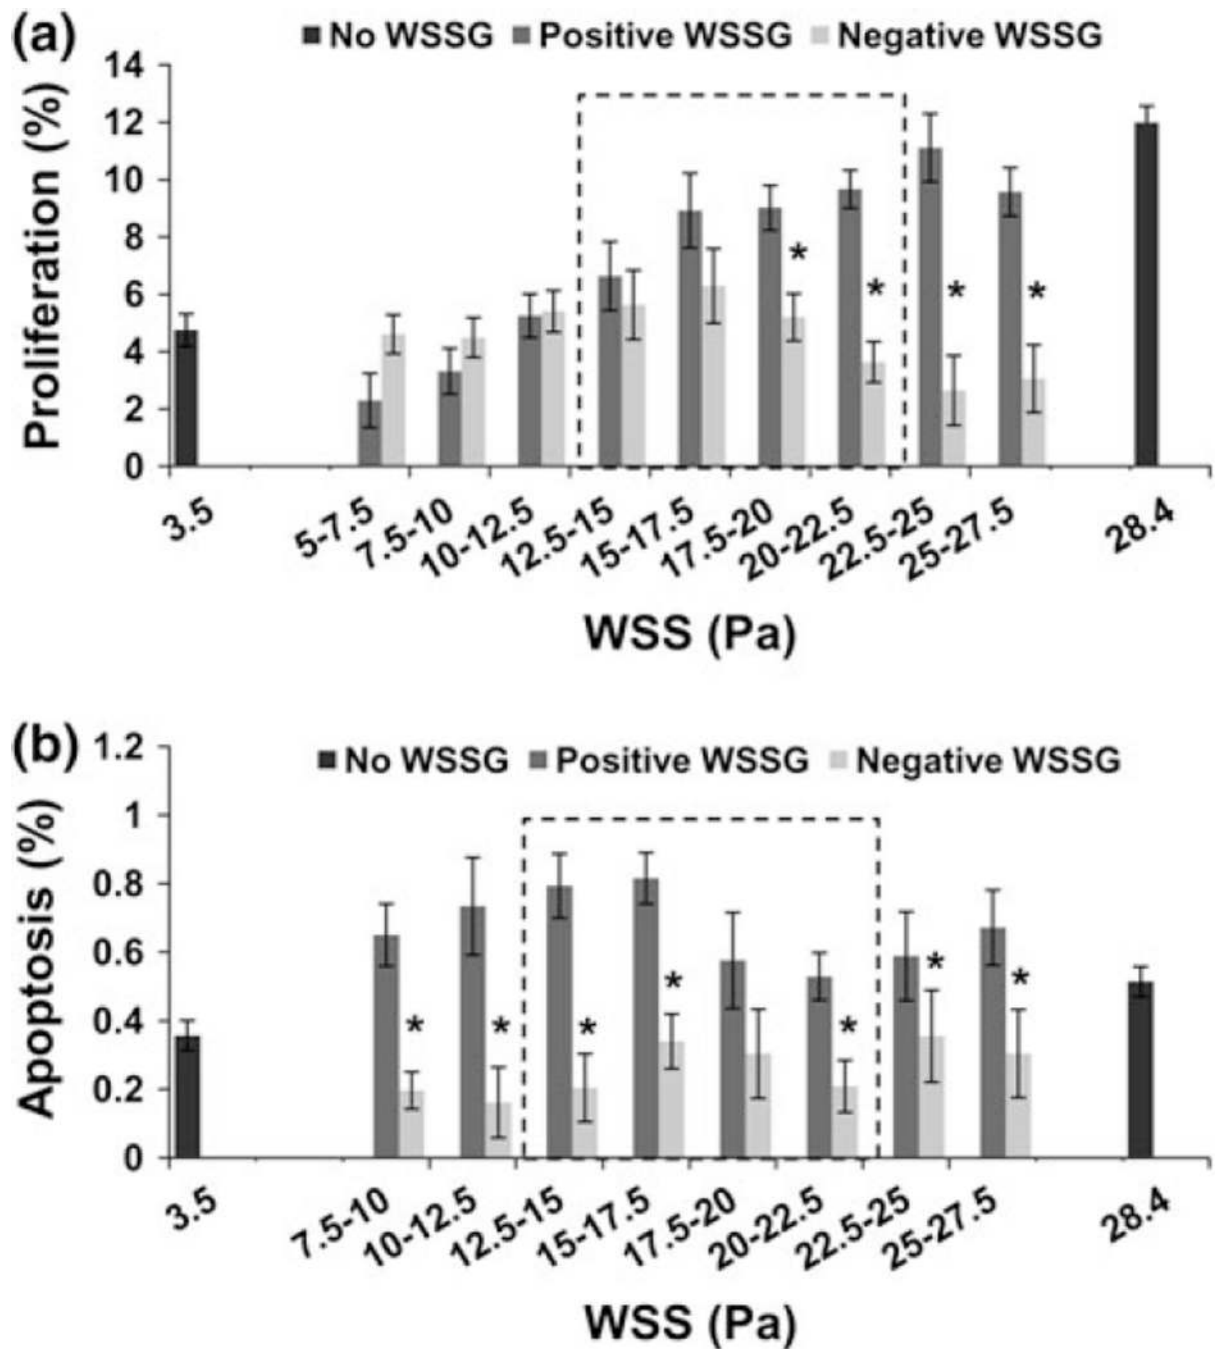 (a)
No WSSG Positive WSSG Negative WSSG
Proliferation (%)
14
12
10
8
6
4
2
0
* * * *
3.5 5-7.5 7.5-10 10-12.5 12.5-15 15-17.5 17.5-20 20-22.5 22.5-25 25-27.5 28.4
WSS (Pa)
(b)
No WSSG Positive WSSG Negative WSSG
Apoptosis (%)
1.2
1
0.8
0.6
0.4
0.2
0
* * * * * * *
3.5 7.5-10 10-12.5 12.5-15 15-17.5 17.5-20 20-22.5 22.5-25 25-27.5 28.4
WSS (Pa)